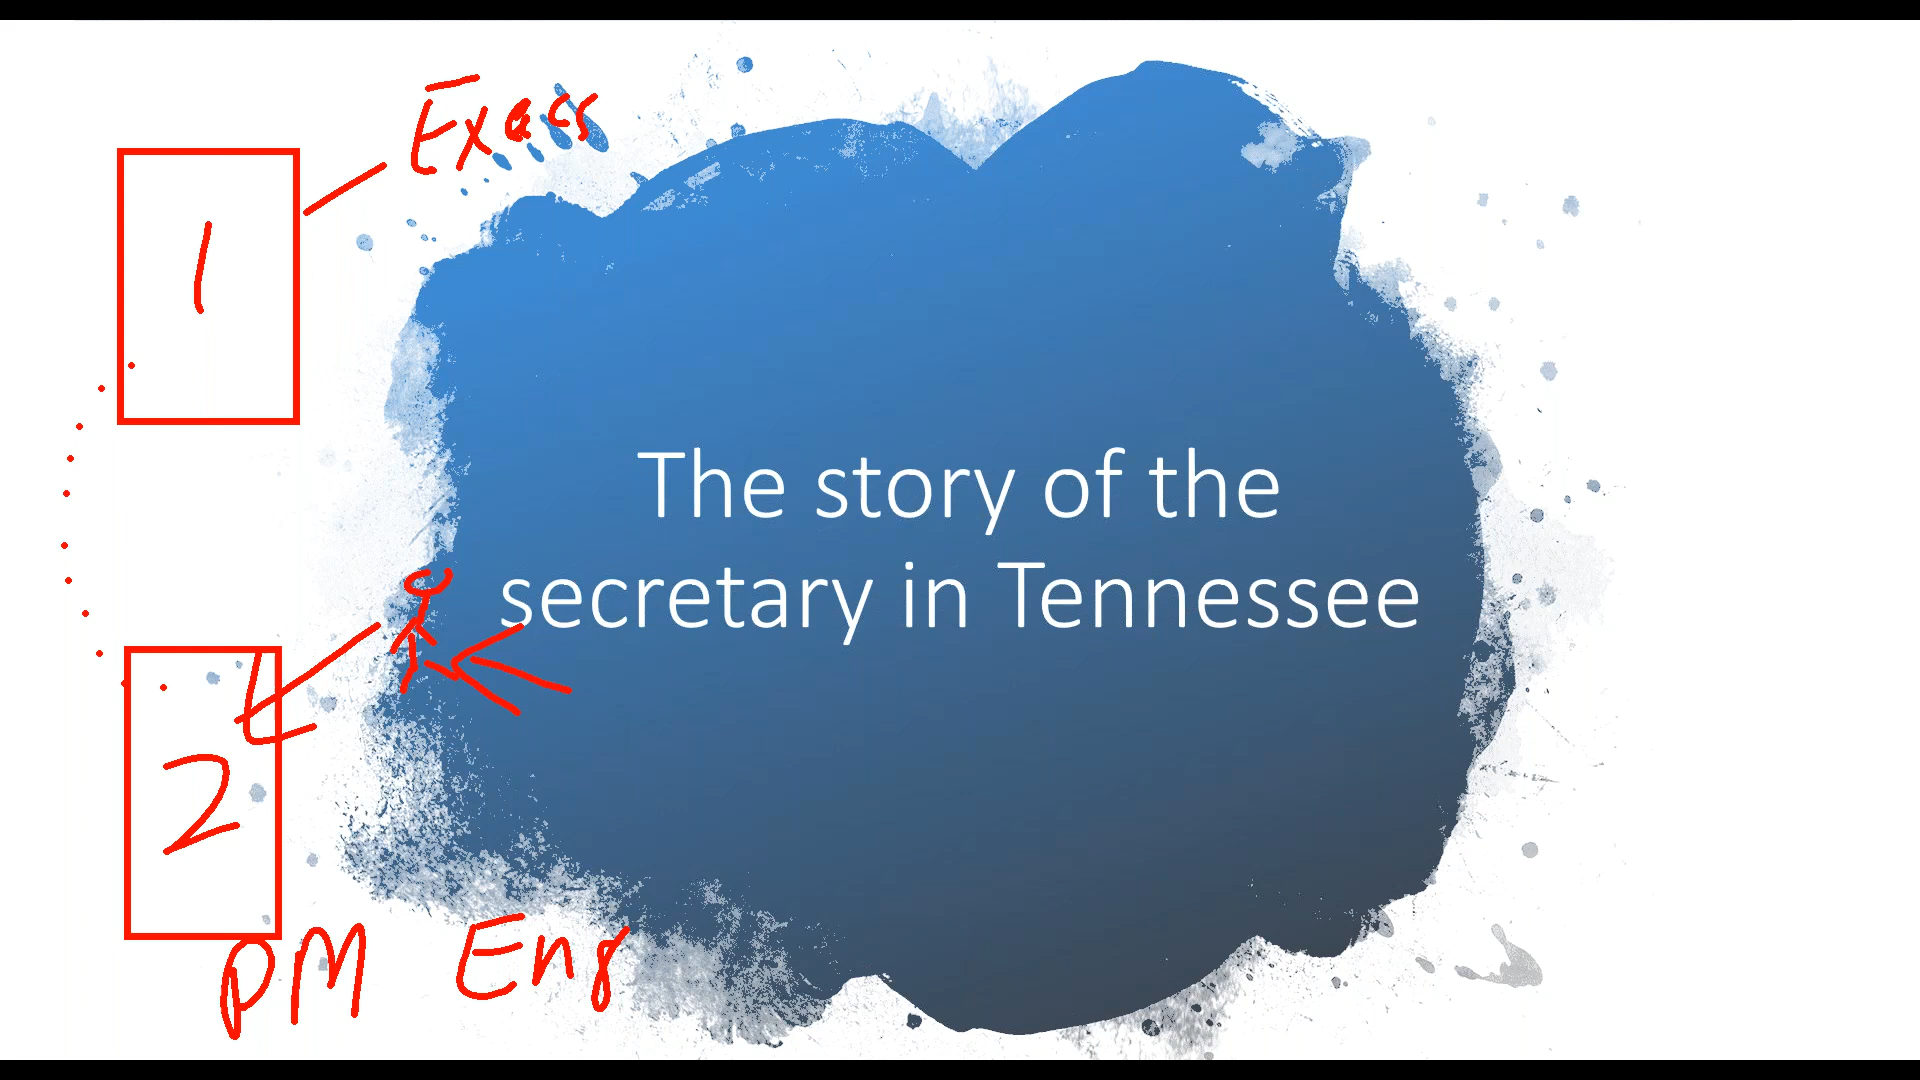 Execs
1
The story of the
secretary in Tennessee
2
PM Eng